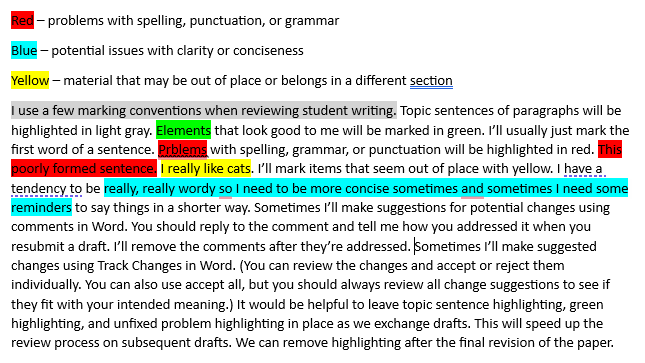 Red – problems with spelling, punctuation, or grammar
Blue – potential issues with clarity or conciseness
Yellow – material that may be out of place or belongs in a different section
I use a few marking conventions when reviewing student writing. Topic sentences of paragraphs will be
highlighted in light gray. Elements that look good to me will be marked in green. I’ll usually just mark the
first word of a sentence. Prblems with spelling, grammar, or punctuation will be highlighted in red. This
poorly formed sentence. I really like cats. I’ll mark items that seem out of place with yellow. I have a
tendency to be really, really wordy so I need to be more concise sometimes and sometimes I need some
reminders to say things in a shorter way. Sometimes I’ll make suggestions for potential changes using
comments in Word. You should reply to the comment and tell me how you addressed it when you
resubmit a draft. I’ll remove the comments after they’re addressed. Sometimes I’ll make suggested
changes using Track Changes in Word. (You can review the changes and accept or reject them
individually. You can also use accept all, but you should always review all change suggestions to see if
they fit with your intended meaning.) It would be helpful to leave topic sentence highlighting, green
highlighting, and unfixed problem highlighting in place as we exchange drafts. This will speed up the
review process on subsequent drafts. We can remove highlighting after the final revision of the paper.